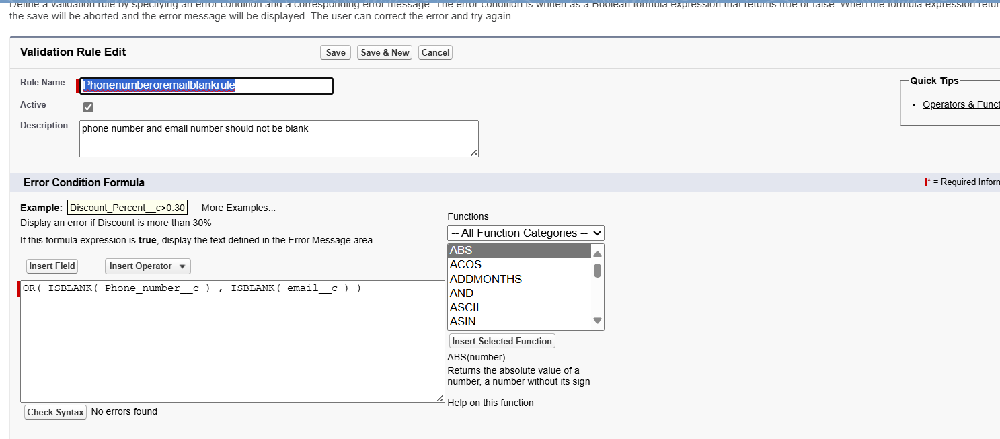 Define a validation rule by specifying an error condition and a corresponding error message. The error condition is written as a Boolean formula expression that returns true or false. When the formula expression retur
the save will be aborted and the error message will be displayed. The user can correct the error and try again.
Validation Rule Edit
Save
Save & New
Cancel
Rule Name
Phonenumberoremailblankrule
Quick Tips
Active
• Operators & Funct
Description
phone number and email number should not be blank
Error Condition Formula
* = Required Inform
Example:
Discount_Percent__c>0.30
More Examples...
Functions
Display an error if Discount is more than 30%
-- All Function Categories --
If this formula expression is true, display the text defined in the Error Message area
ABS
ACOS
ADDMONTHS
AND
ASCII
ASIN
Insert Field
Insert Operator
OR( ISBLANK( Phone_number__c ) , ISBLANK( email__c ) )
Insert Selected Function
ABS(number)
Returns the absolute value of a
number, a number without its sign
Help on this function
Check Syntax
No errors found